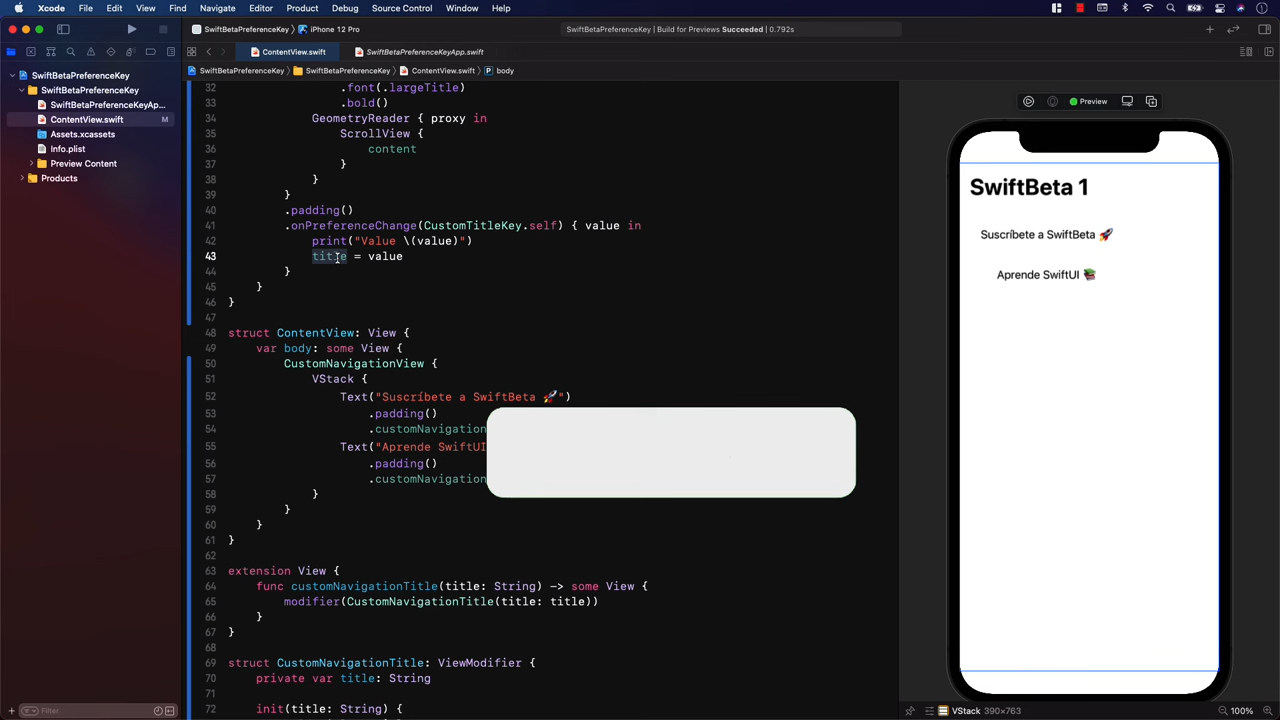 Xcode File Edit View Find Navigate Editor Product Debug Source Control Window Help
SwiftBetaPreferenceKey iPhone 12 Pro SwiftBetaPreferenceKey | Build for Previews Succeeded | 0.792s
ContentView.swift SwiftBetaPreferenceKeyApp.swift
SwiftBetaPreferenceKey SwiftBetaPreferenceKey ContentView.swift body
SwiftBetaPreferenceKey
SwiftBetaPreferenceKey
SwiftBetaPreferenceKeyAp...
ContentView.swift M
Assets.xcassets
Info.plist
Preview Content
Products
Filter
32 .font(.largeTitle)
33 .bold()
34 GeometryReader { proxy in
35 ScrollView {
36 content
37 }
38 }
39 }
40 .padding()
41 .onPreferenceChange(CustomTitleKey.self) { value in
42 print("Value \(value)")
43 title = value
44 }
45 }
46 }
47
48 struct ContentView: View {
49 var body: some View {
50 CustomNavigationView {
51 VStack {
52 Text("Suscríbete a SwiftBeta 🚀")
53 .padding()
54 .customNavigation
55 Text("Aprende SwiftUI
56 .padding()
57 .customNavigation
58 }
59 }
60 }
61 }
62
63 extension View {
64 func customNavigationTitle(title: String) -> some View {
65 modifier(CustomNavigationTitle(title: title))
66 }
67 }
68
69 struct CustomNavigationTitle: ViewModifier {
70 private var title: String
71
72 init(title: String) {
Preview
SwiftBeta 1
Suscríbete a SwiftBeta 🚀
Aprende SwiftUI 📚
VStack 390×763 100%